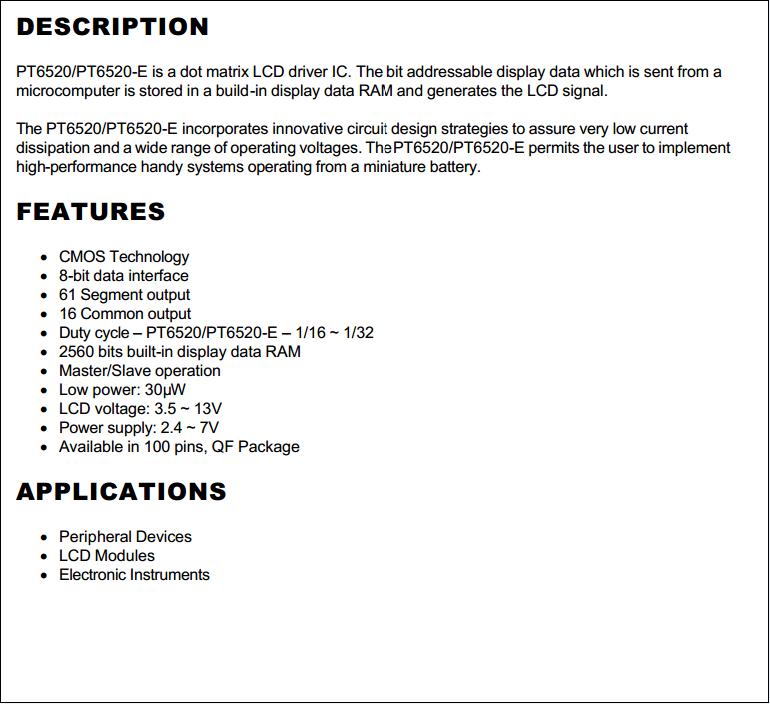 DESCRIPTION
PT6520/PT6520-E is a dot matrix LCD driver IC. The bit addressable display data which is sent from a
microcomputer is stored in a build-in display data RAM and generates the LCD signal.
The PT6520/PT6520-E incorporates innovative circuit design strategies to assure very low current
dissipation and a wide range of operating voltages. The PT6520/PT6520-E permits the user to implement
high-performance handy systems operating from a miniature battery.
FEATURES
• CMOS Technology
• 8-bit data interface
• 61 Segment output
• 16 Common output
• Duty cycle – PT6520/PT6520-E – 1/16 ~ 1/32
• 2560 bits built-in display data RAM
• Master/Slave operation
• Low power: 30µW
• LCD voltage: 3.5 ~ 13V
• Power supply: 2.4 ~ 7V
• Available in 100 pins, QF Package
APPLICATIONS
• Peripheral Devices
• LCD Modules
• Electronic Instruments